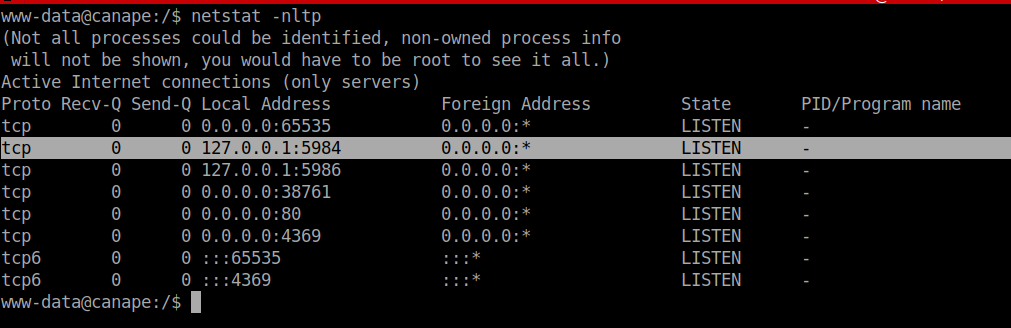 www-data@canape:/$ netstat -nltp
(Not all processes could be identified, non-owned process info
 will not be shown, you would have to be root to see it all.)
Active Internet connections (only servers)
Proto Recv-Q Send-Q Local Address           Foreign Address         State       PID/Program name
tcp        0      0 0.0.0.0:65535           0.0.0.0:*               LISTEN      -
tcp        0      0 127.0.0.1:5984          0.0.0.0:*               LISTEN      -
tcp        0      0 127.0.0.1:5986          0.0.0.0:*               LISTEN      -
tcp        0      0 0.0.0.0:38761           0.0.0.0:*               LISTEN      -
tcp        0      0 0.0.0.0:80              0.0.0.0:*               LISTEN      -
tcp        0      0 0.0.0.0:4369            0.0.0.0:*               LISTEN      -
tcp6       0      0 :::65535                :::*                    LISTEN      -
tcp6       0      0 :::4369                 :::*                    LISTEN      -
www-data@canape:/$